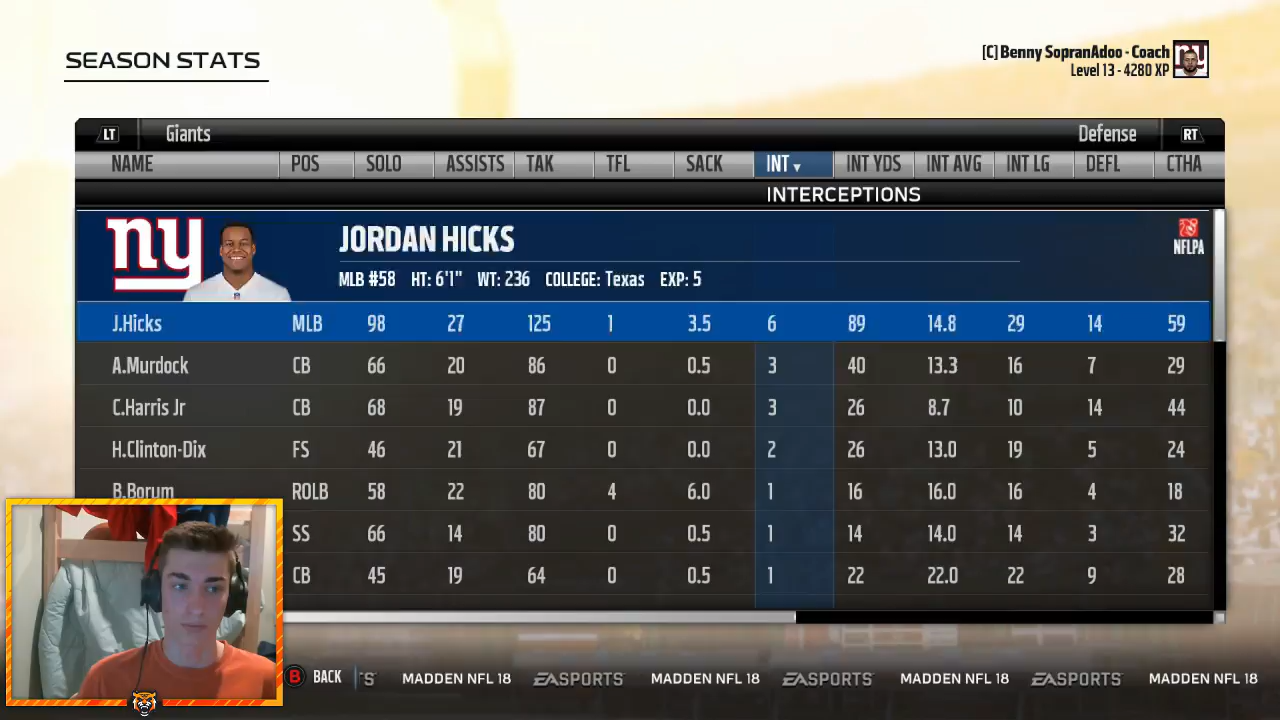 SEASON STATS
[C] Benny SopranAdoo - Coach
Level 13 - 4280 XP
LT Giants Defense RT
NAME POS SOLO ASSISTS TAK TFL SACK INT INT YDS INT AVG INT LG DEFL CTHA
INTERCEPTIONS
ny JORDAN HICKS NFLPA
MLB #58 HT: 6'1" WT: 236 COLLEGE: Texas EXP: 5
J.Hicks MLB 98 27 125 1 3.5 6 89 14.8 29 14 59
A.Murdock CB 66 20 86 0 0.5 3 40 13.3 16 7 29
C.Harris Jr CB 68 19 87 0 0.0 3 26 8.7 10 14 44
H.Clinton-Dix FS 46 21 67 0 0.0 2 26 13.0 19 5 24
B.Borum ROLB 58 22 80 4 6.0 1 16 16.0 16 4 18
SS 66 14 80 0 0.5 1 14 14.0 14 3 32
CB 45 19 64 0 0.5 1 22 22.0 22 9 28
B BACK TS MADDEN NFL 18 EA SPORTS MADDEN NFL 18 EA SPORTS MADDEN NFL 18 EA SPORTS MADDEN NFL 18